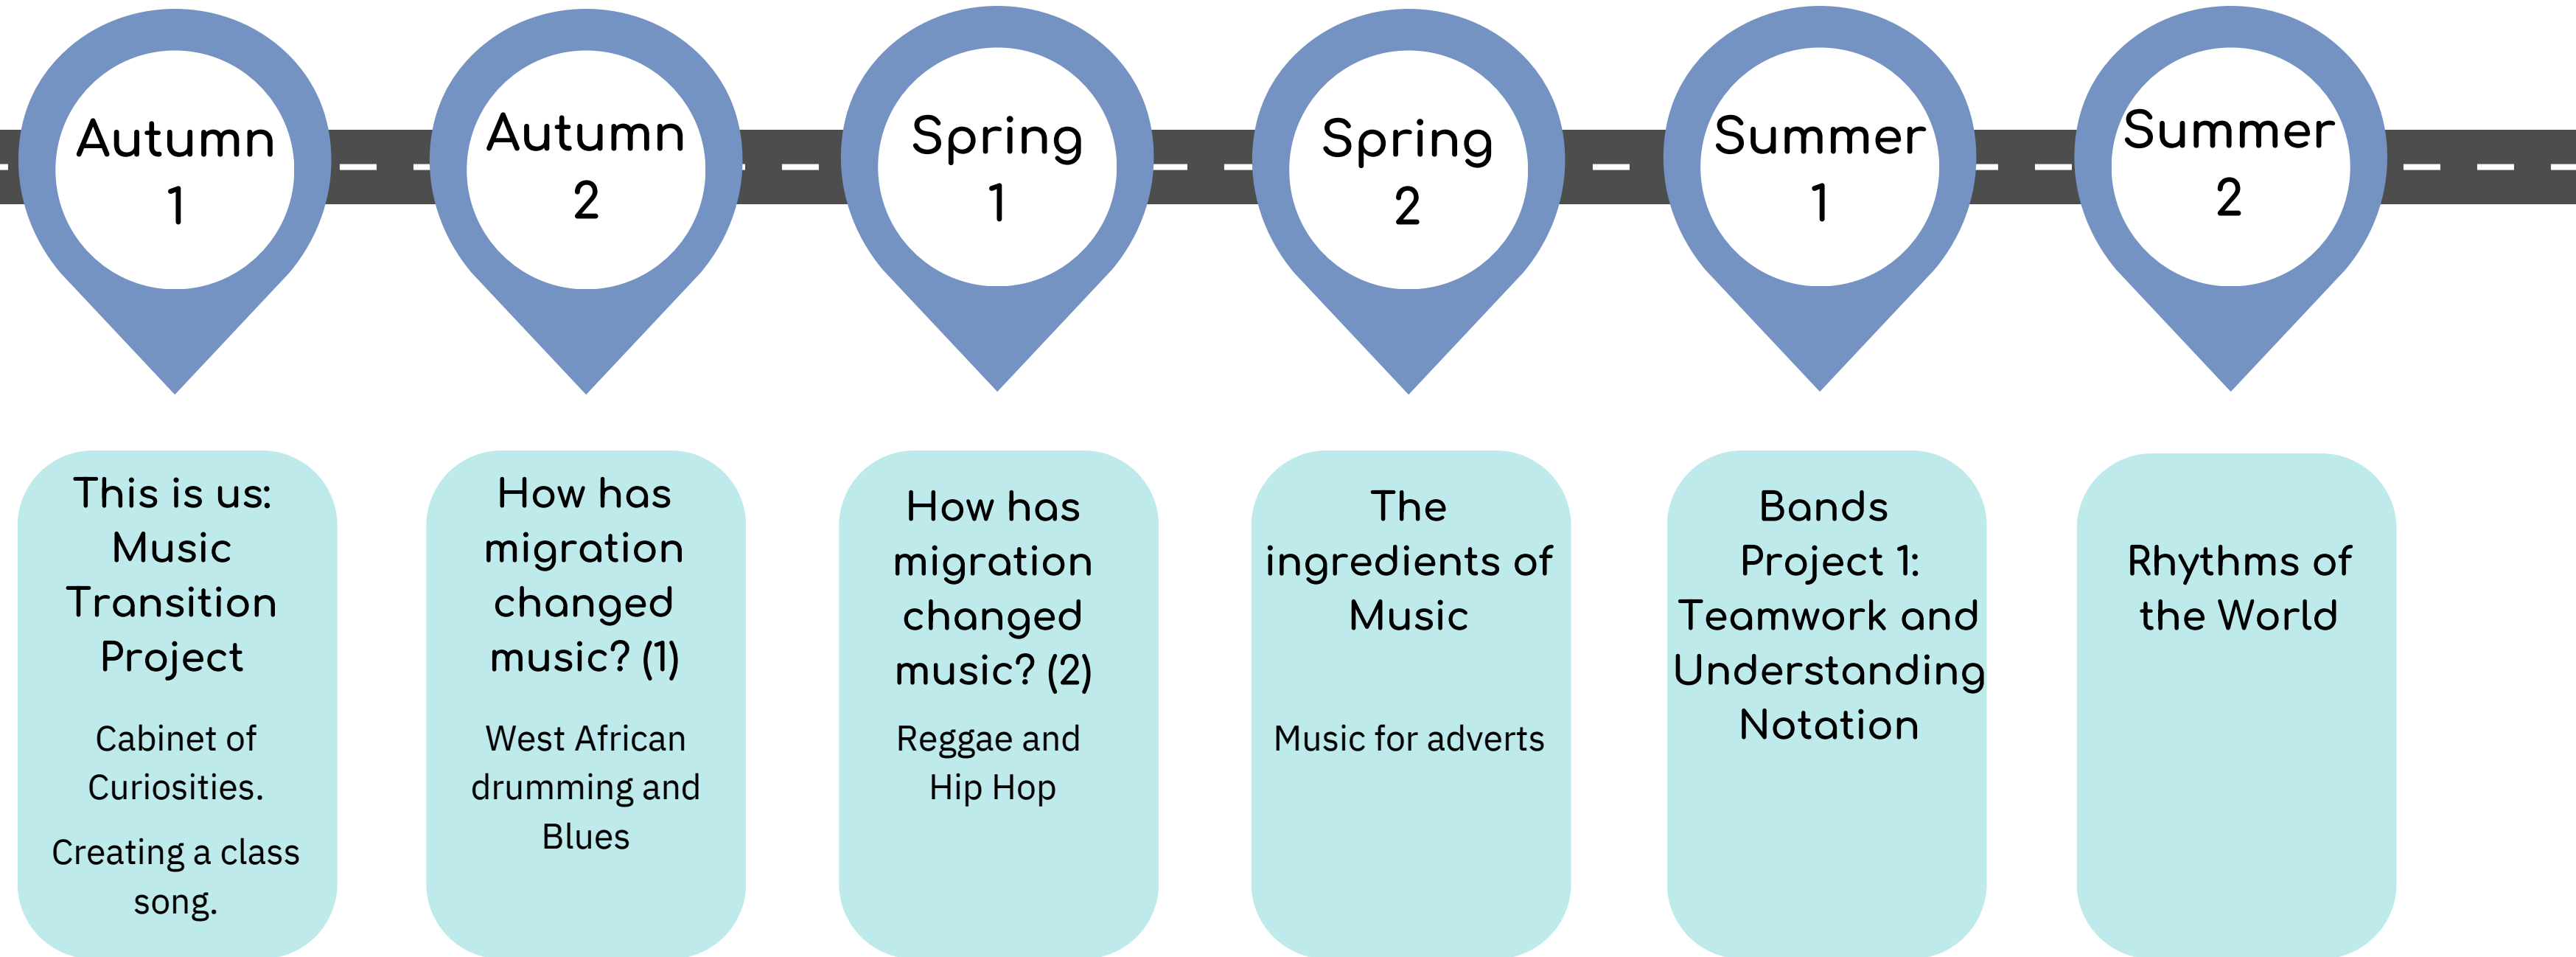 Autumn
1
Autumn
2
Spring
1
Spring
2
Summer
1
Summer
2
This is us:
Music
Transition
Project
Cabinet of
Curiosities.
Creating a class
song.
How has
migration
changed
music? (1)
West African
drumming and
Blues
How has
migration
changed
music? (2)
Reggae and
Hip Hop
The
ingredients of
Music
Music for adverts
Bands
Project 1:
Teamwork and
Understanding
Notation
Rhythms of
the World